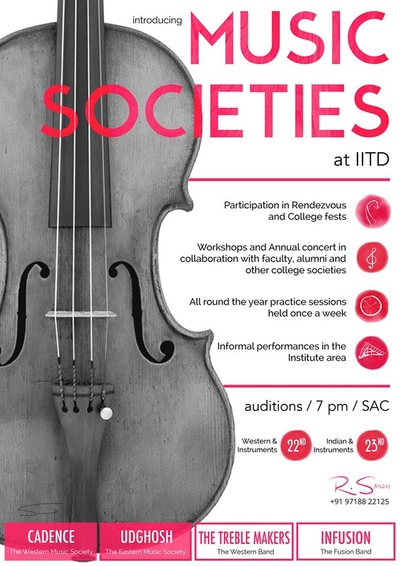 introducing
MUSIC
SOCIETIES
at IITD
Participation in Rendezvous
and College fests
Workshops and Annual concert in
collaboration with faculty, alumni and
other college societies
All round the year practice sessions
held once a week
Informal performances in the
Institute area
auditions / 7 pm / SAC
Western &
Instruments
22ND
Indian &
Instruments
23RD
+91 97188 22125
CADENCE
The Western Music Society
UDGHOSH
The Eastern Music Society
THE TREBLE MAKERS
The Western Band
INFUSION
The Fusion Band